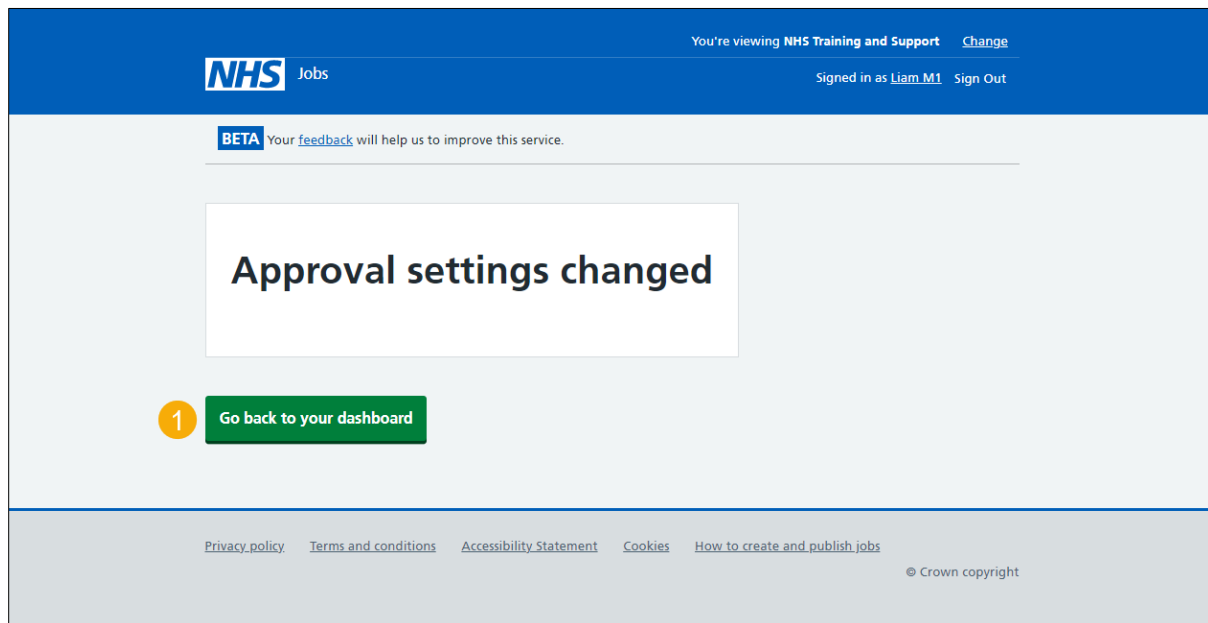 You're viewing NHS Training and Support Change
NHS Jobs
Signed in as Liam M1 Sign Out
BETA Your feedback will help us to improve this service.
Approval settings changed
1 Go back to your dashboard
Privacy policy Terms and conditions Accessibility Statement Cookies How to create and publish jobs
© Crown copyright